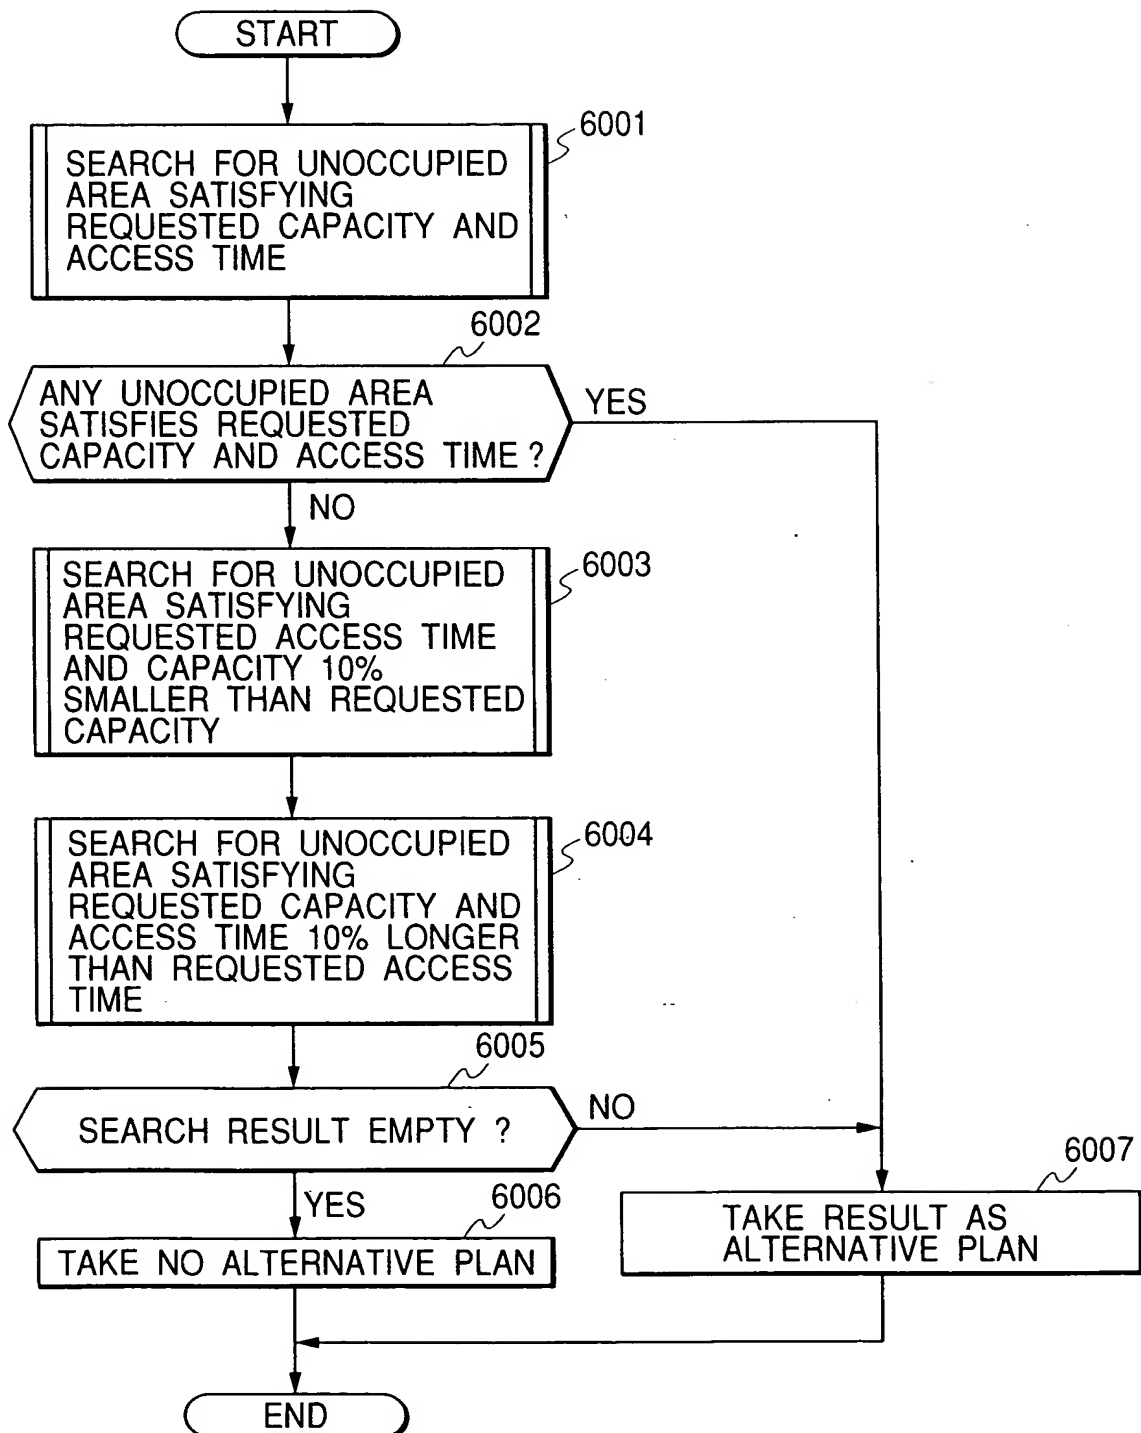 START
6001
SEARCH FOR UNOCCUPIED
AREA SATISFYING
REQUESTED CAPACITY AND
ACCESS TIME
6002
ANY UNOCCUPIED AREA
SATISFIES REQUESTED
CAPACITY AND ACCESS TIME ?
YES
NO
6003
SEARCH FOR UNOCCUPIED
AREA SATISFYING
REQUESTED ACCESS TIME
AND CAPACITY 10%
SMALLER THAN REQUESTED
CAPACITY
6004
SEARCH FOR UNOCCUPIED
AREA SATISFYING
REQUESTED CAPACITY AND
ACCESS TIME 10% LONGER
THAN REQUESTED ACCESS
TIME
6005
SEARCH RESULT EMPTY ?
NO
YES
6006
TAKE NO ALTERNATIVE PLAN
6007
TAKE RESULT AS
ALTERNATIVE PLAN
END